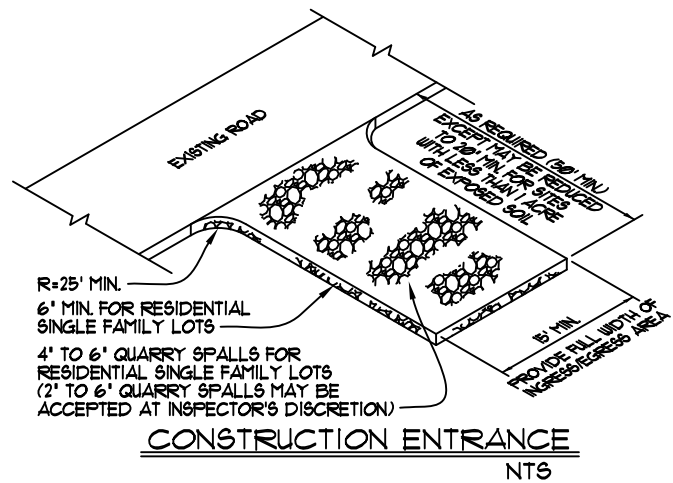 EXISTING ROAD
AS REQUIRED (50' MIN.)
EXCEPT MAY BE REDUCED
TO 20' MIN. FOR SITES
WITH LESS THAN 1 ACRE
OF EXPOSED SOIL
R=25' MIN.
6" MIN. FOR RESIDENTIAL
SINGLE FAMILY LOTS
4" TO 6" QUARRY SPALLS FOR
RESIDENTIAL SINGLE FAMILY LOTS
(2" TO 6" QUARRY SPALLS MAY BE
ACCEPTED AT INSPECTOR'S DISCRETION)
15' MIN.
PROVIDE FULL WIDTH OF
INGRESS/EGRESS AREA
CONSTRUCTION ENTRANCE
NTS